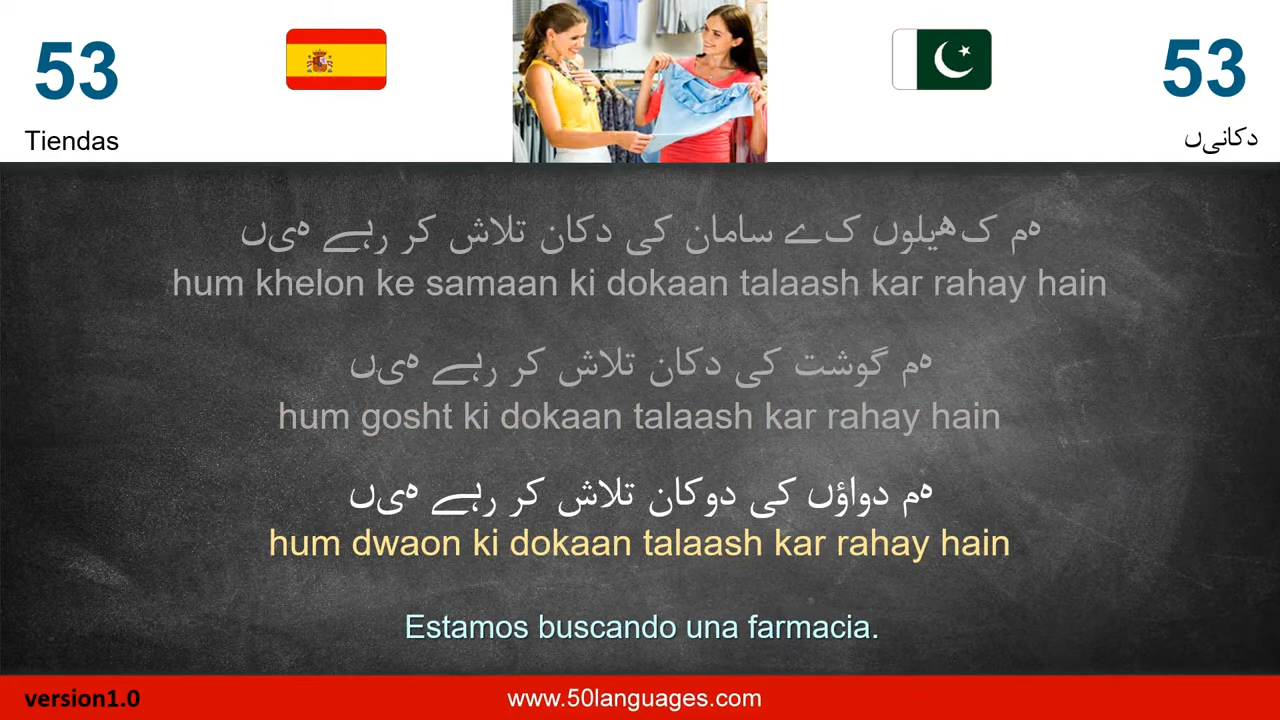 53
53
Tiendas
دکانیں
ہم کھیلوں کے سامان کی دکان تلاش کر رہے ہیں
hum khelon ke samaan ki dokaan talaash kar rahay hain
ہم گوشت کی دکان تلاش کر رہے ہیں
hum gosht ki dokaan talaash kar rahay hain
ہم دواؤں کی دوکان تلاش کر رہے ہیں
hum dwaon ki dokaan talaash kar rahay hain
Estamos buscando una farmacia.
version1.0
www.50languages.com